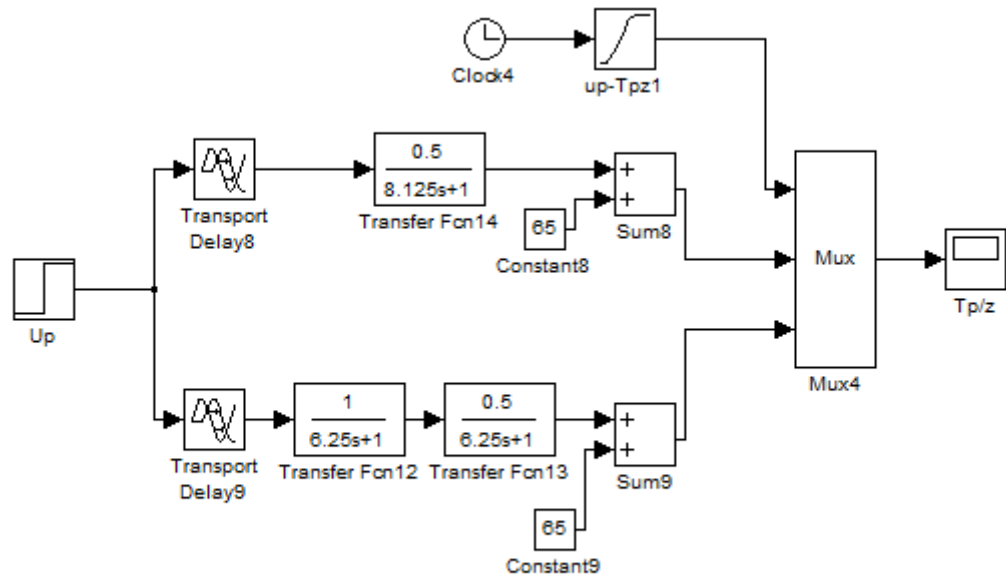 Clock4
up-Tpz1
Transport
Delay8
0.5
8.125s+1
Transfer Fcn14
+
+
Sum8
65
Constant8
Up
Mux
Mux4
Tp/z
Transport
Delay9
1
6.25s+1
Transfer Fcn12
0.5
6.25s+1
Transfer Fcn13
+
+
Sum9
65
Constant9